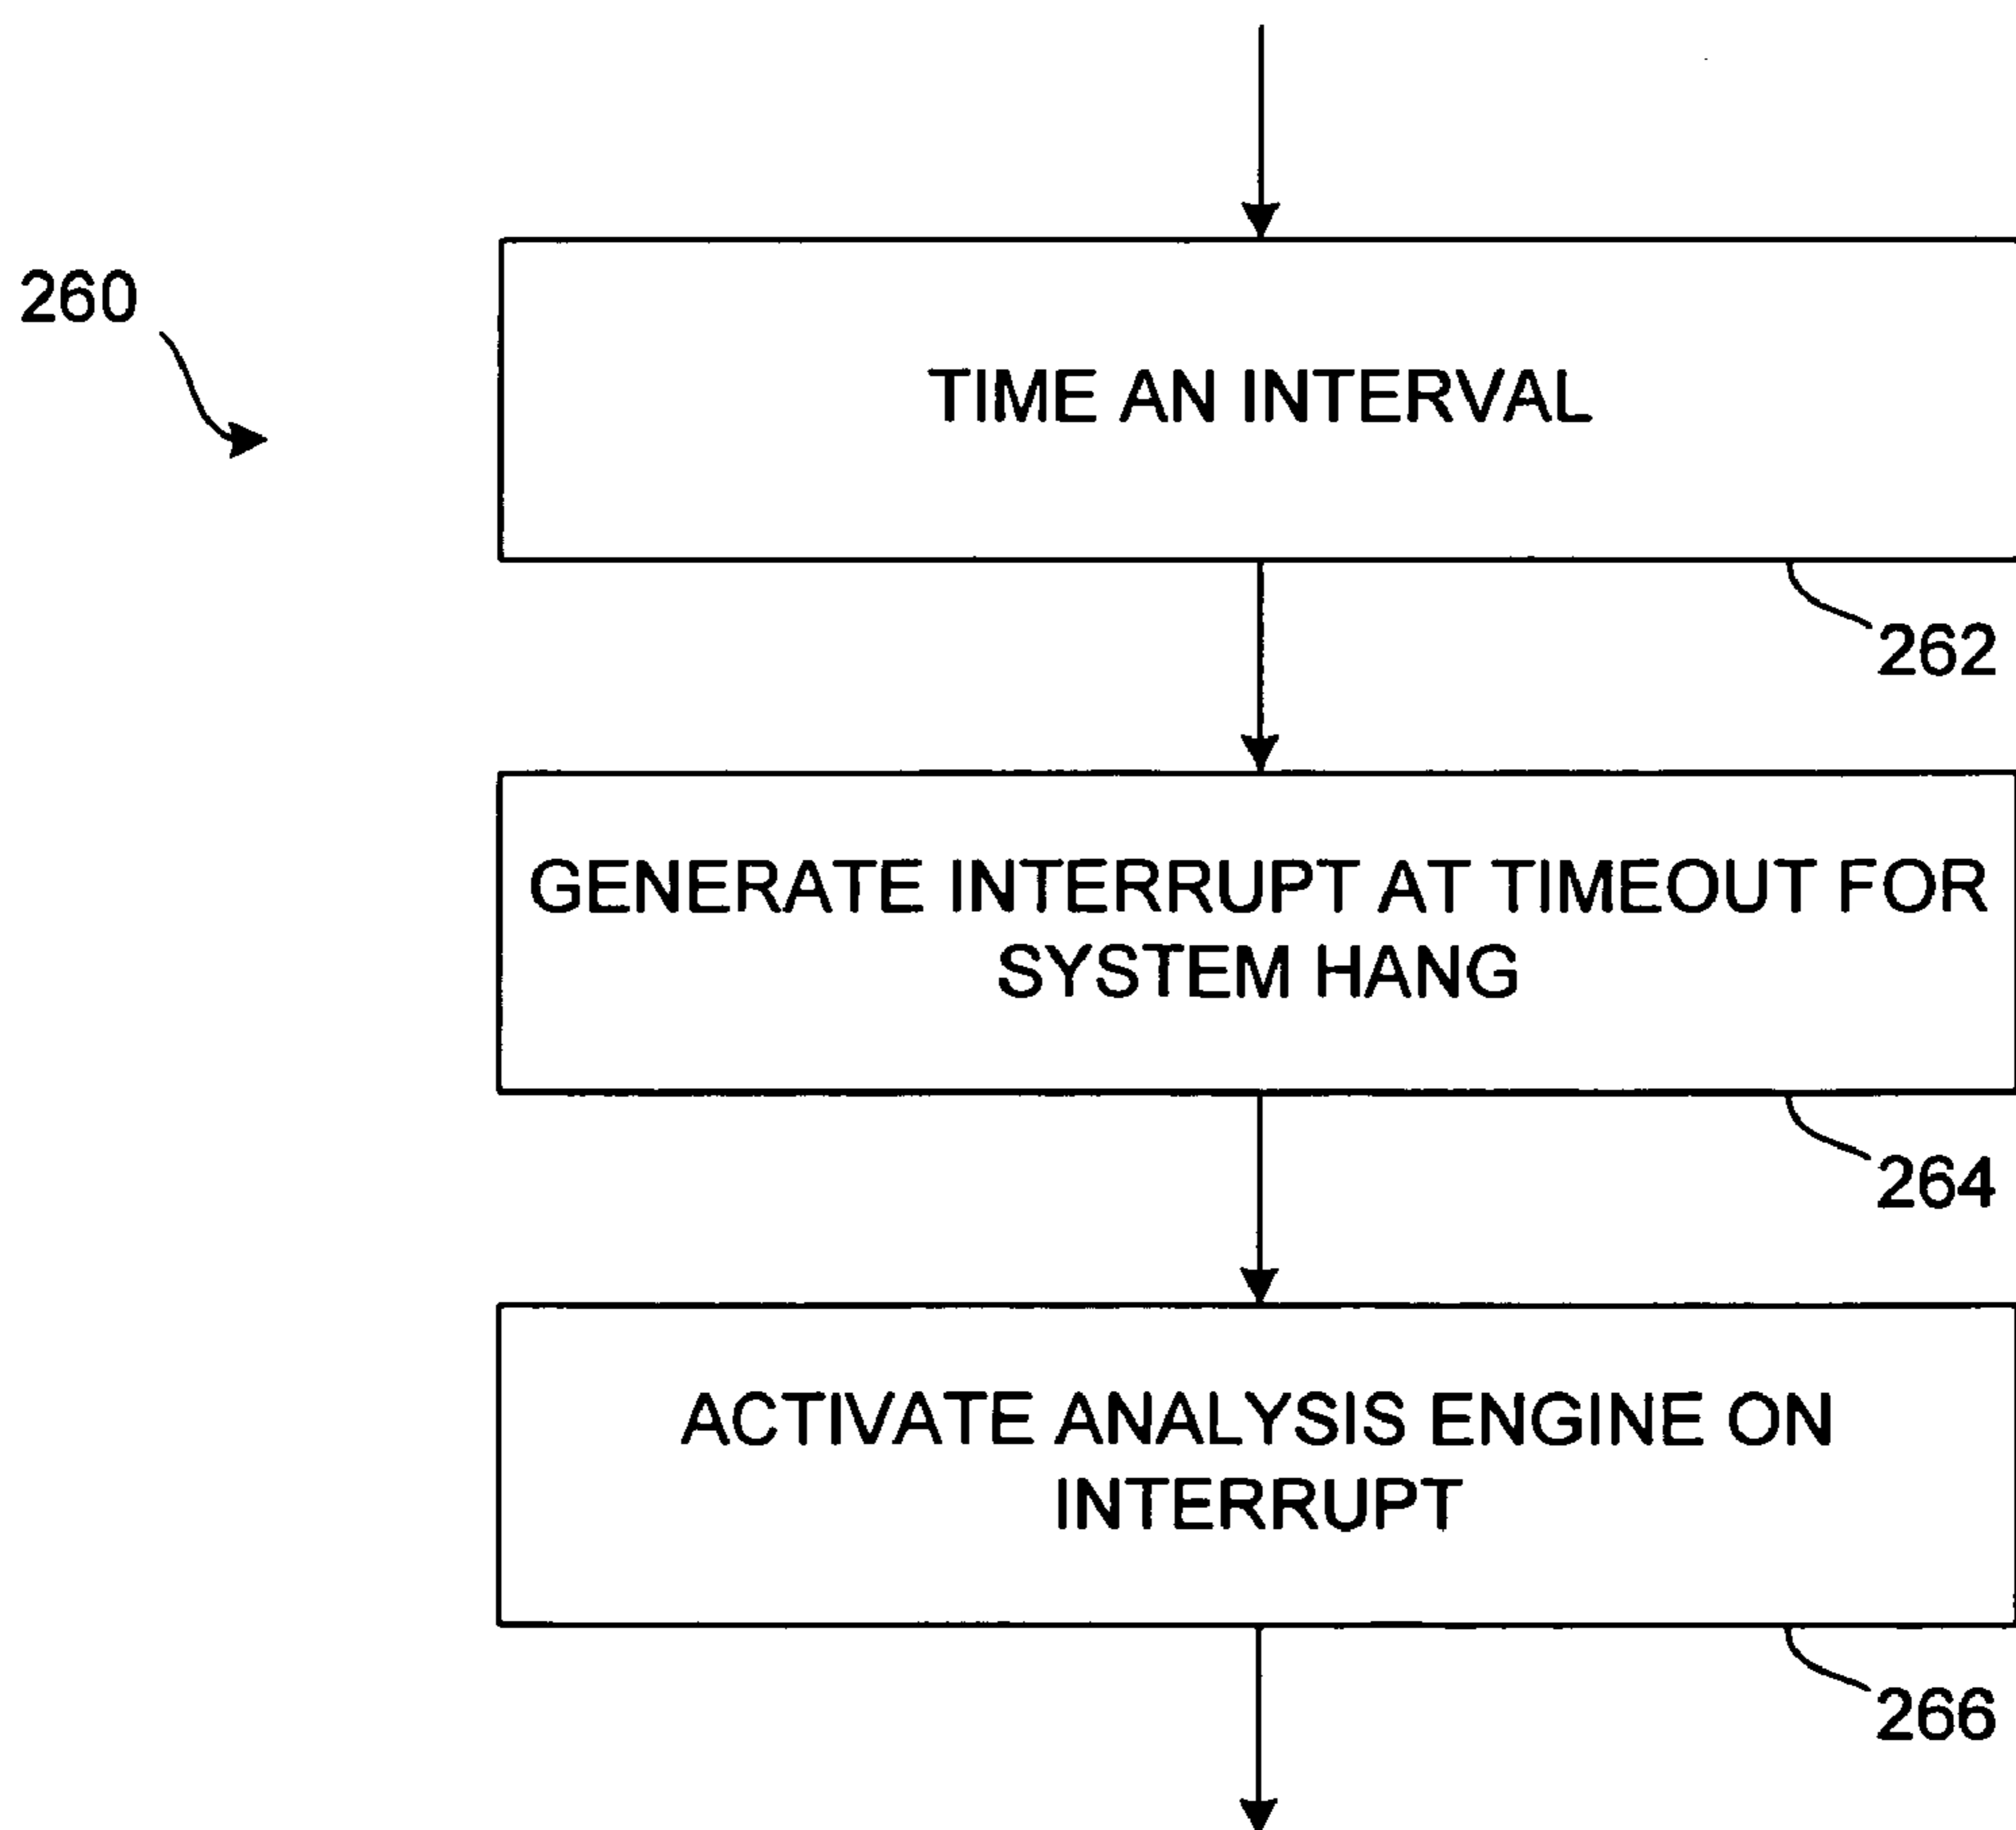 260
TIME AN INTERVAL
262
GENERATE INTERRUPT AT TIMEOUT FOR
SYSTEM HANG
264
ACTIVATE ANALYSIS ENGINE ON
INTERRUPT
266